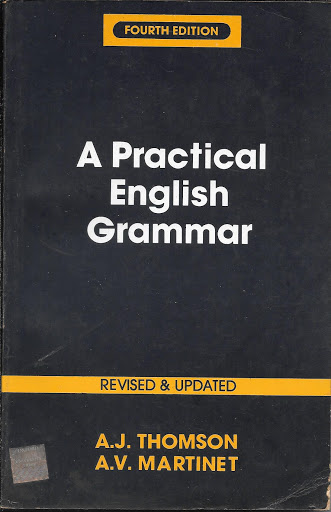 FOURTH EDITION
A Practical
English
Grammar
REVISED & UPDATED
A.J. THOMSON
A.V. MARTINET